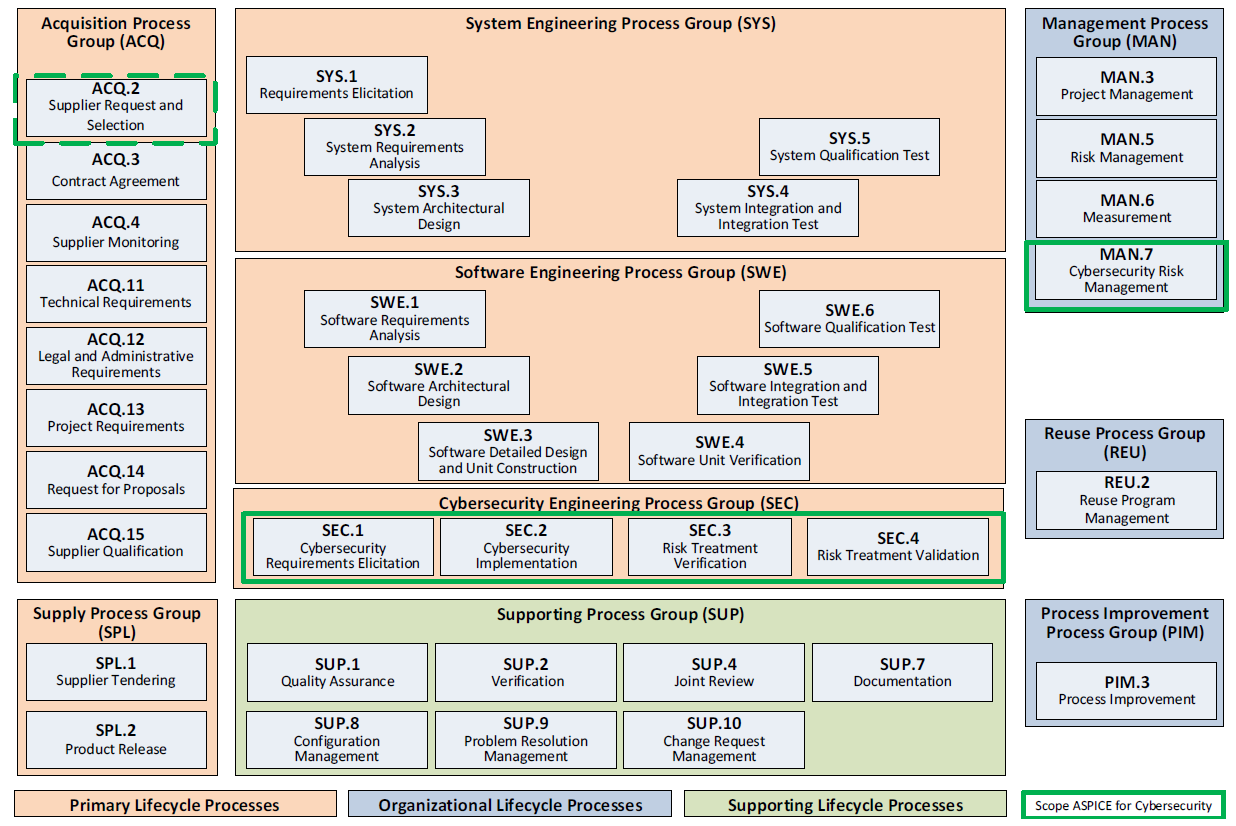 Acquisition Process
Group (ACQ)
ACQ.2
Supplier Request and
Selection
ACQ.3
Contract Agreement
ACQ.4
Supplier Monitoring
ACQ.11
Technical Requirements
ACQ.12
Legal and Administrative
Requirements
ACQ.13
Project Requirements
ACQ.14
Request for Proposals
ACQ.15
Supplier Qualification
System Engineering Process Group (SYS)
SYS.1
Requirements Elicitation
SYS.2
System Requirements
Analysis
SYS.3
System Architectural
Design
SYS.5
System Qualification Test
SYS.4
System Integration and
Integration Test
Software Engineering Process Group (SWE)
SWE.1
Software Requirements
Analysis
SWE.2
Software Architectural
Design
SWE.3
Software Detailed Design
and Unit Construction
SWE.6
Software Qualification Test
SWE.5
Software Integration and
Integration Test
SWE.4
Software Unit Verification
Cybersecurity Engineering Process Group (SEC)
SEC.1
Cybersecurity
Requirements Elicitation
SEC.2
Cybersecurity
Implementation
SEC.3
Risk Treatment
Verification
SEC.4
Risk Treatment Validation
Management Process
Group (MAN)
MAN.3
Project Management
MAN.5
Risk Management
MAN.6
Measurement
MAN.7
Cybersecurity Risk
Management
Reuse Process Group
(REU)
REU.2
Reuse Program
Management
Supply Process Group
(SPL)
SPL.1
Supplier Tendering
SPL.2
Product Release
Supporting Process Group (SUP)
SUP.1
Quality Assurance
SUP.2
Verification
SUP.4
Joint Review
SUP.7
Documentation
SUP.8
Configuration
Management
SUP.9
Problem Resolution
Management
SUP.10
Change Request
Management
Process Improvement
Process Group (PIM)
PIM.3
Process Improvement
Primary Lifecycle Processes
Organizational Lifecycle Processes
Supporting Lifecycle Processes
Scope ASPICE for Cybersecurity